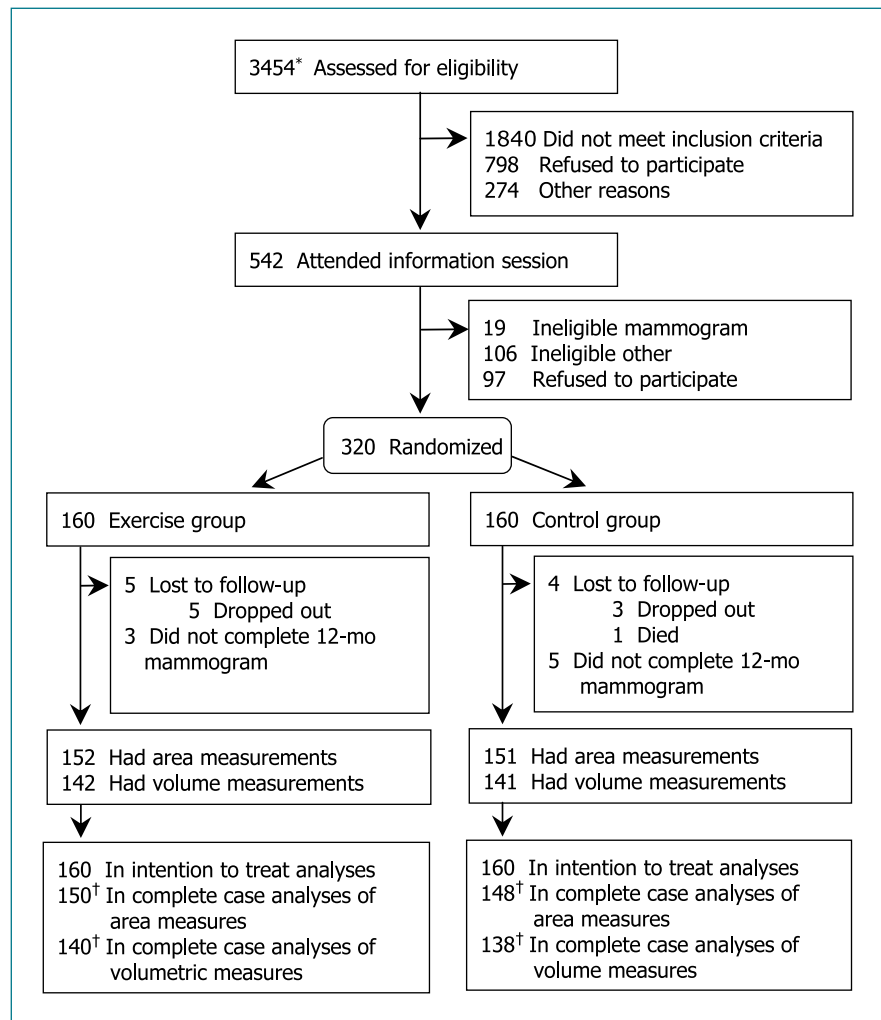 3454* Assessed for eligibility
1840 Did not meet inclusion criteria
798 Refused to participate
274 Other reasons
542 Attended information session
19 Ineligible mammogram
106 Ineligible other
97 Refused to participate
320 Randomized
160 Exercise group
5 Lost to follow-up
5 Dropped out
3 Did not complete 12-mo
mammogram
152 Had area measurements
142 Had volume measurements
160 In intention to treat analyses
150† In complete case analyses of
area measures
140† In complete case analyses of
volumetric measures
160 Control group
4 Lost to follow-up
3 Dropped out
1 Died
5 Did not complete 12-mo
mammogram
151 Had area measurements
141 Had volume measurements
160 In intention to treat analyses
148† In complete case analyses of
area measures
138† In complete case analyses of
volume measures